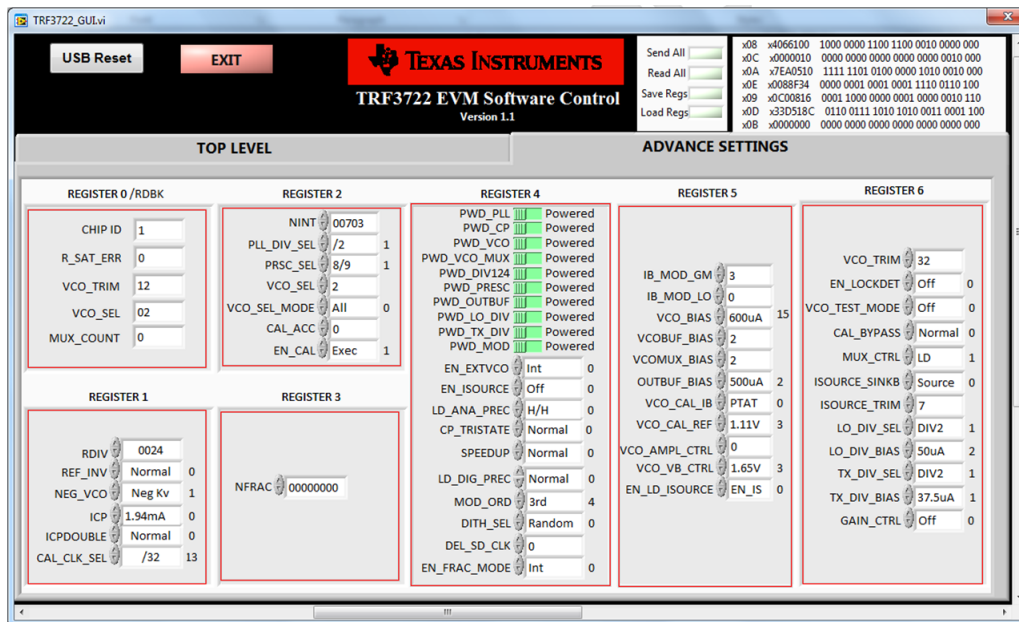 TRF3722_GUI.vi
USB Reset
EXIT
TEXAS INSTRUMENTS
TRF3722 EVM Software Control
Version 1.1
Send All
Read All
Save Regs
Load Regs
x08 x4066100 1000 0000 1100 1100 0010 0000 000
x0C x0000010 0000 0000 0000 0000 0000 0010 000
x0A x7EA0510 1111 1101 0100 0000 1010 0010 000
x0E x0088F34 0000 0001 0001 0001 1110 0110 100
x09 x0C00816 0001 1000 0000 0001 0000 0010 110
x0D x33D518C 0110 0111 1010 1010 0011 0001 100
x0B x0000000 0000 0000 0000 0000 0000 0000 000
TOP LEVEL
ADVANCE SETTINGS
REGISTER 0 /RDBK
CHIP ID 1
R_SAT_ERR 0
VCO_TRIM 12
VCO_SEL 02
MUX_COUNT 0
REGISTER 1
RDIV 0024
REF_INV Normal 0
NEG_VCO Neg Kv 1
ICP 1.94mA 0
ICPDOUBLE Normal 0
CAL_CLK_SEL /32 13
REGISTER 2
NINT 00703
PLL_DIV_SEL /2 1
PRSC_SEL 8/9 1
VCO_SEL 2
VCO_SEL_MODE All 0
CAL_ACC 0
EN_CAL Exec 1
REGISTER 3
NFRAC 00000000
REGISTER 4
PWD_PLL Powered
PWD_CP Powered
PWD_VCO Powered
PWD_VCO_MUX Powered
PWD_DIV124 Powered
PWD_PRESC Powered
PWD_OUTBUF Powered
PWD_LO_DIV Powered
PWD_TX_DIV Powered
PWD_MOD Powered
EN_EXTVCO Int 0
EN_ISOURCE Off 0
LD_ANA_PREC H/H 0
CP_TRISTATE Normal 0
SPEEDUP Normal 0
LD_DIG_PREC Normal 0
MOD_ORD 3rd 4
DITH_SEL Random 0
DEL_SD_CLK 0
EN_FRAC_MODE Int 0
REGISTER 5
IB_MOD_GM 3
IB_MOD_LO 0
VCO_BIAS 600uA 15
VCOBUF_BIAS 2
VCOMUX_BIAS 2
OUTBUF_BIAS 500uA 2
VCO_CAL_IB PTAT 0
VCO_CAL_REF 1.11V 3
VCO_AMPL_CTRL 0
VCO_VB_CTRL 1.65V 3
EN_LD_ISOURCE EN_IS 0
REGISTER 6
VCO_TRIM 32
EN_LOCKDET Off 0
VCO_TEST_MODE Off 0
CAL_BYPASS Normal 0
MUX_CTRL LD 1
ISOURCE_SINKB Source 0
ISOURCE_TRIM 7
LO_DIV_SEL DIV2 1
LO_DIV_BIAS 50uA 2
TX_DIV_SEL DIV2 1
TX_DIV_BIAS 37.5uA 1
GAIN_CTRL Off 0